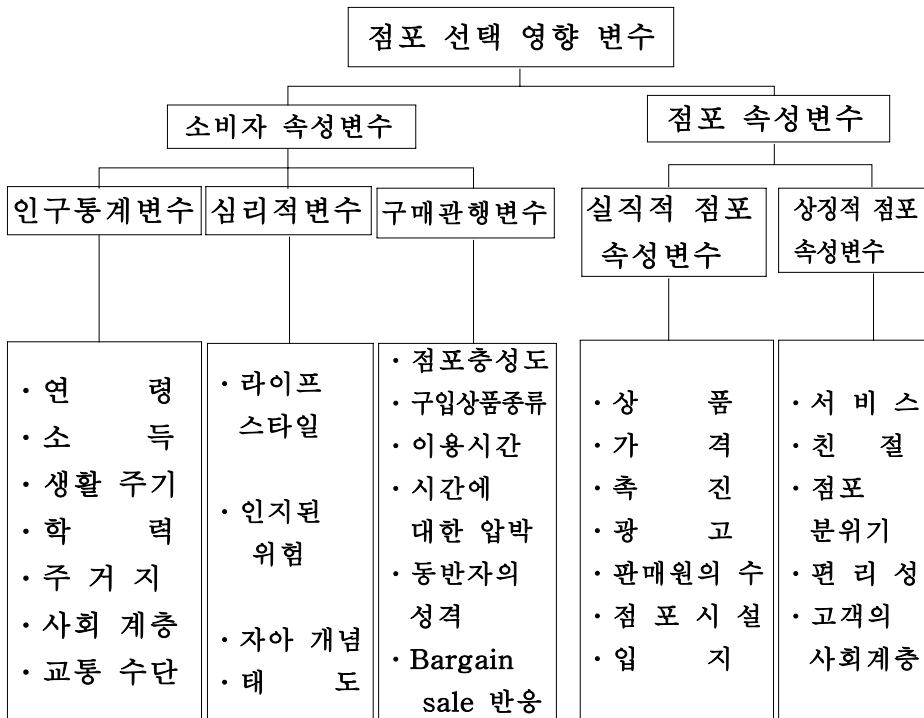 점포 선택 영향 변수
소비자 속성변수
점포 속성변수
인구통계변수
심리적변수
구매관행변수
실직적 점포
속성변수
상징적 점포
속성변수
· 연 령
· 소 득
· 생활 주기
· 학 력
· 주 거 지
· 사회 계층
· 교통 수단
· 라이프
스타일
· 인지된
위험
· 자아 개념
· 태 도
· 점포충성도
· 구입상품종류
· 이용시간
· 시간에
대한 압박
· 동반자의
성격
· Bargain
sale 반응
· 상 품
· 가 격
· 촉 진
· 광 고
· 판매원의 수
· 점 포 시 설
· 입 지
· 서 비 스
· 친 절
· 점포
분위기
· 편 리 성
· 고객의
사회계층